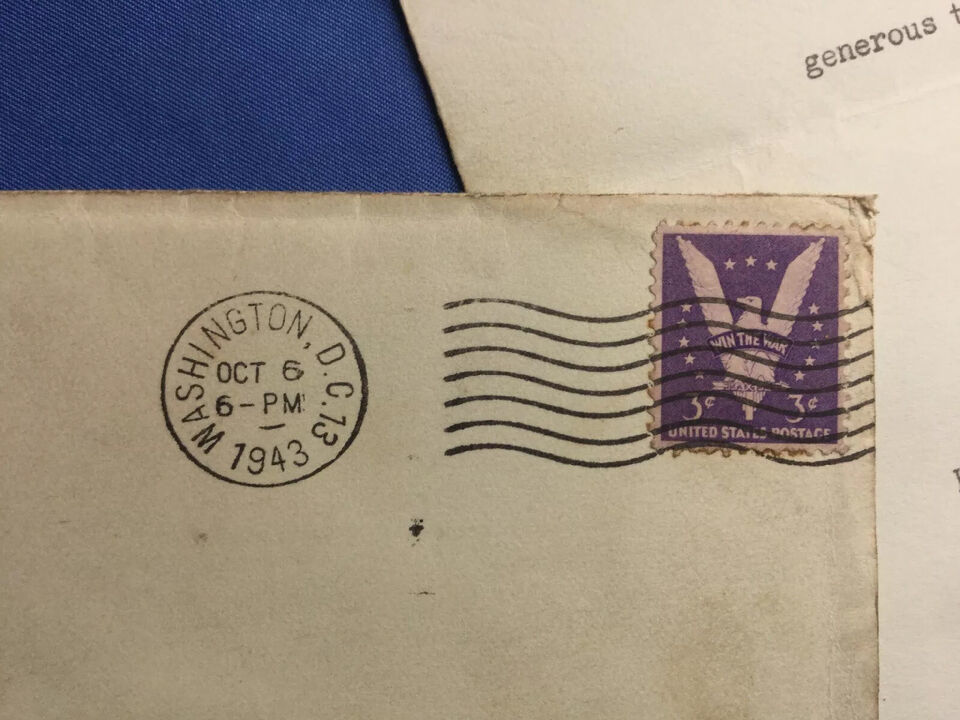 generous t
WASHINGTON, D.C. 13
OCT 6
6-PM
1943
WIN THE WAR
3¢ 3¢
UNITED STATES POSTAGE